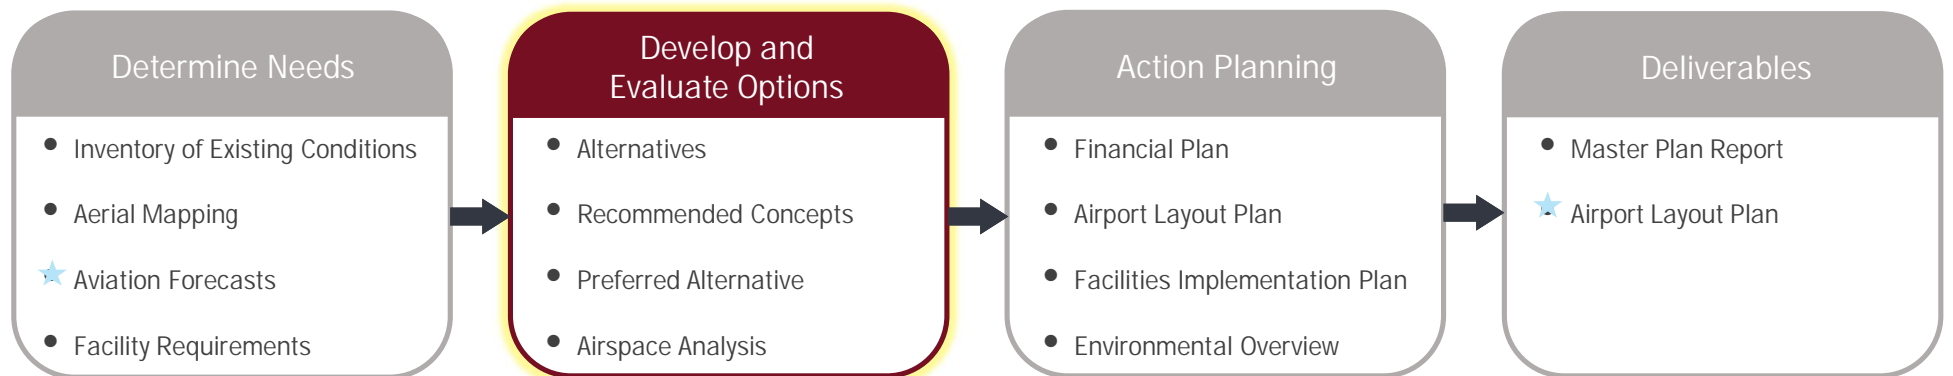 Determine Needs
• Inventory of Existing Conditions
• Aerial Mapping
Aviation Forecasts
• Facility Requirements
Develop and
Evaluate Options
• Alternatives
• Recommended Concepts
• Preferred Alternative
• Airspace Analysis
Action Planning
• Financial Plan
• Airport Layout Plan
• Facilities Implementation Plan
• Environmental Overview
Deliverables
• Master Plan Report
Airport Layout Plan